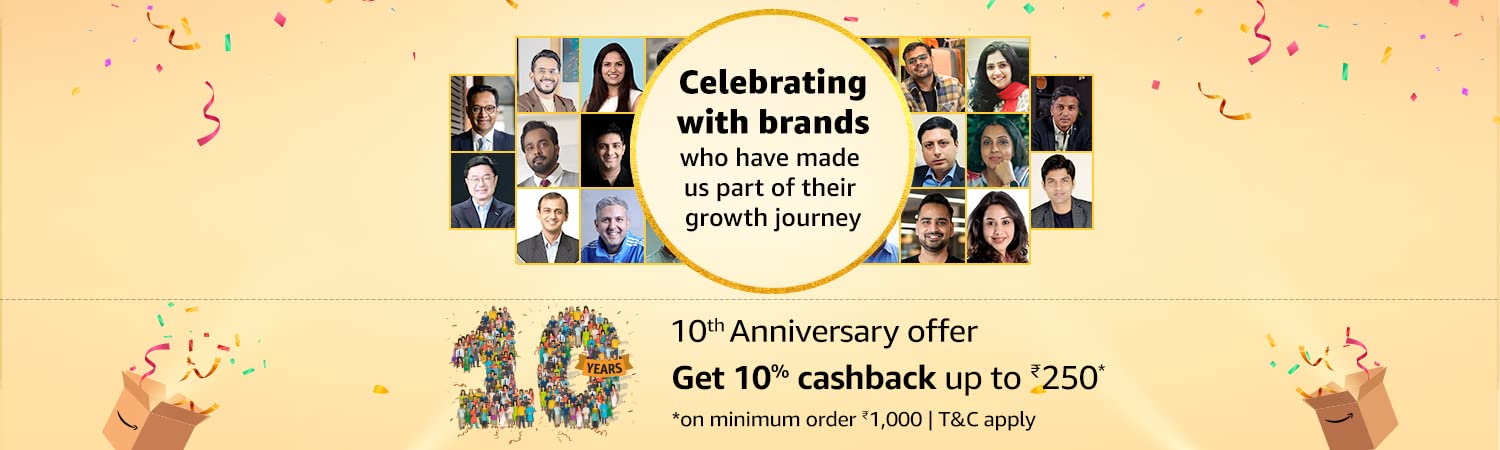 Celebrating
with brands
who have made
us part of their
growth journey
10 YEARS
10th Anniversary offer
Get 10% cashback up to ₹250*
*on minimum order ₹1,000 | T&C apply